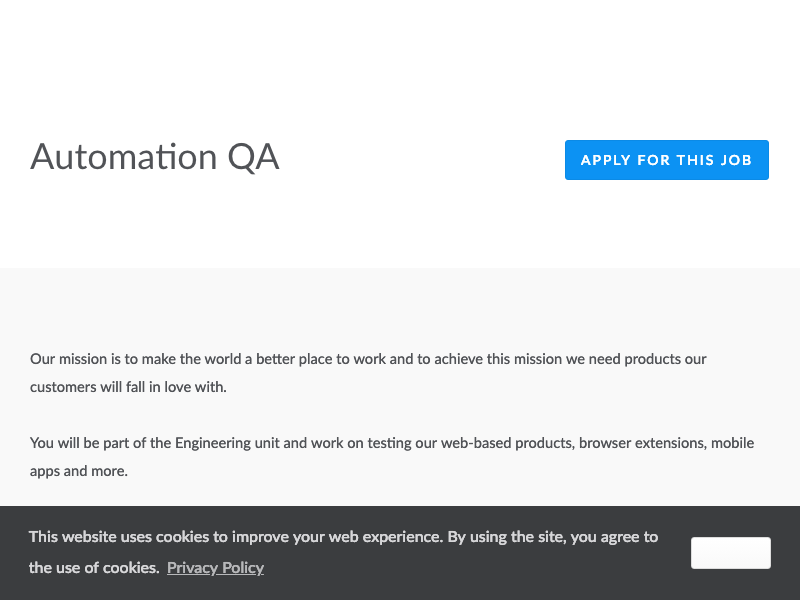 Automation QA
APPLY FOR THIS JOB
Our mission is to make the world a better place to work and to achieve this mission we need products our
customers will fall in love with.
You will be part of the Engineering unit and work on testing our web-based products, browser extensions, mobile
apps and more.
This website uses cookies to improve your web experience. By using the site, you agree to
the use of cookies. Privacy Policy